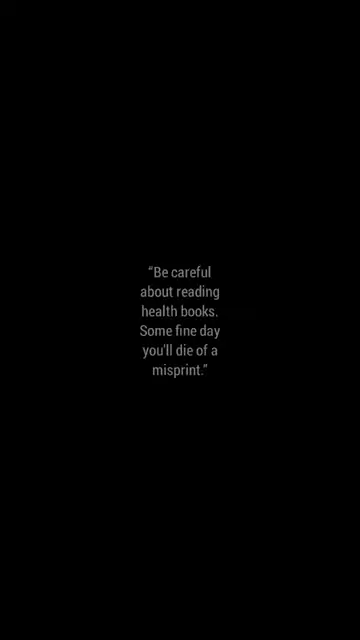 “Be careful
about reading
health books.
Some fine day
you'll die of a
misprint.”